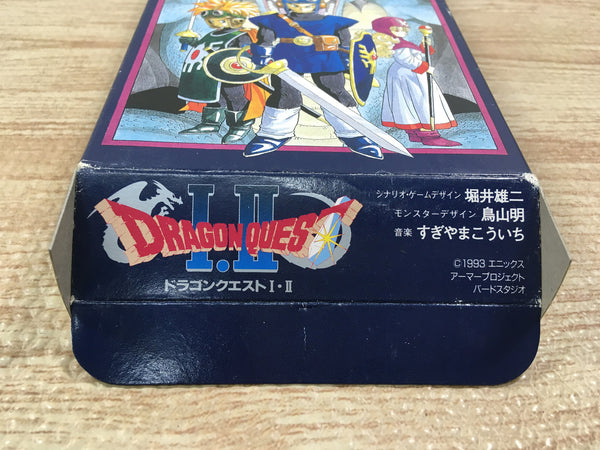 I.II
DRAGON QUEST
ドラゴンクエストI・II
シナリオ・ゲームデザイン 堀井雄二
モンスターデザイン 鳥山明
音楽 すぎやまこういち
©1993 エニックス
アーマープロジェクト
バードスタジオ